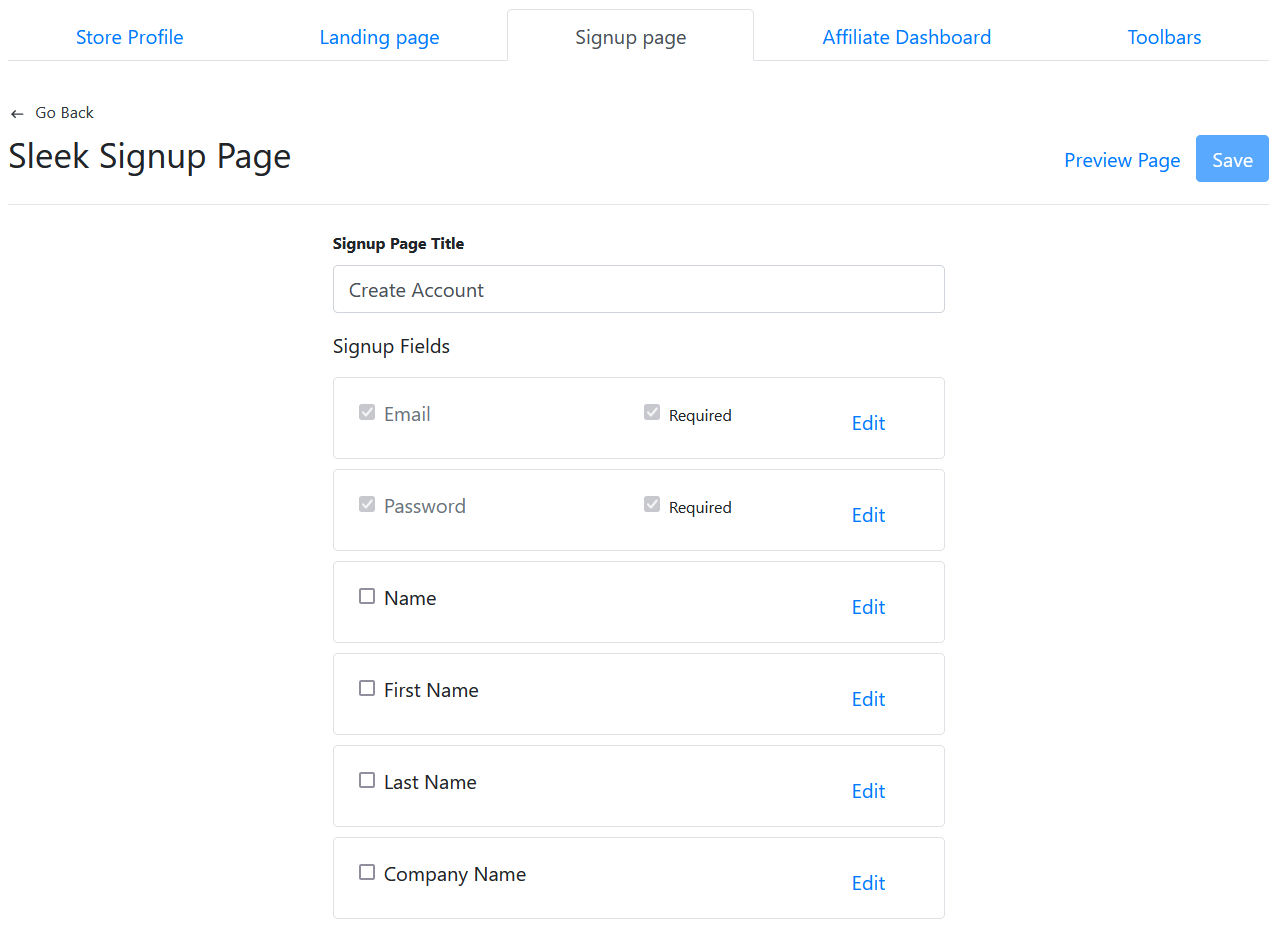 Store Profile Landing page Signup page Affiliate Dashboard Toolbars
← Go Back
Sleek Signup Page Preview Page Save
Signup Page Title
Create Account
Signup Fields
Email Required Edit
Password Required Edit
Name Edit
First Name Edit
Last Name Edit
Company Name Edit